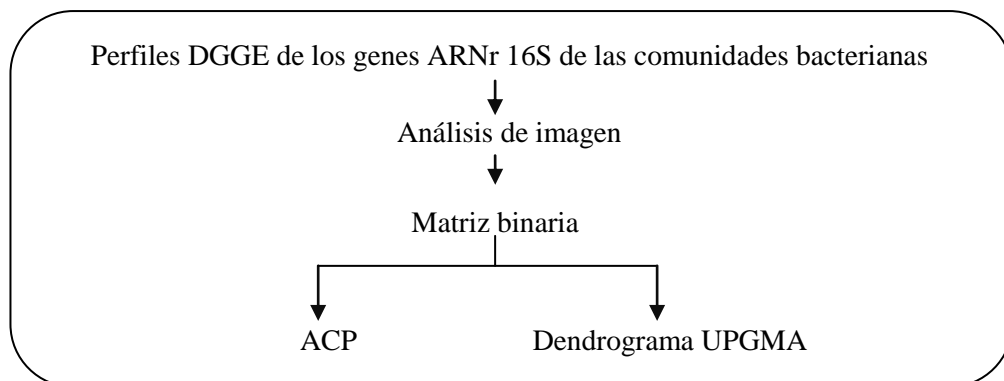 Perfiles DGGE de los genes ARNr 16S de las comunidades bacterianas
Análisis de imagen
Matriz binaria
ACP
Dendrograma UPGMA